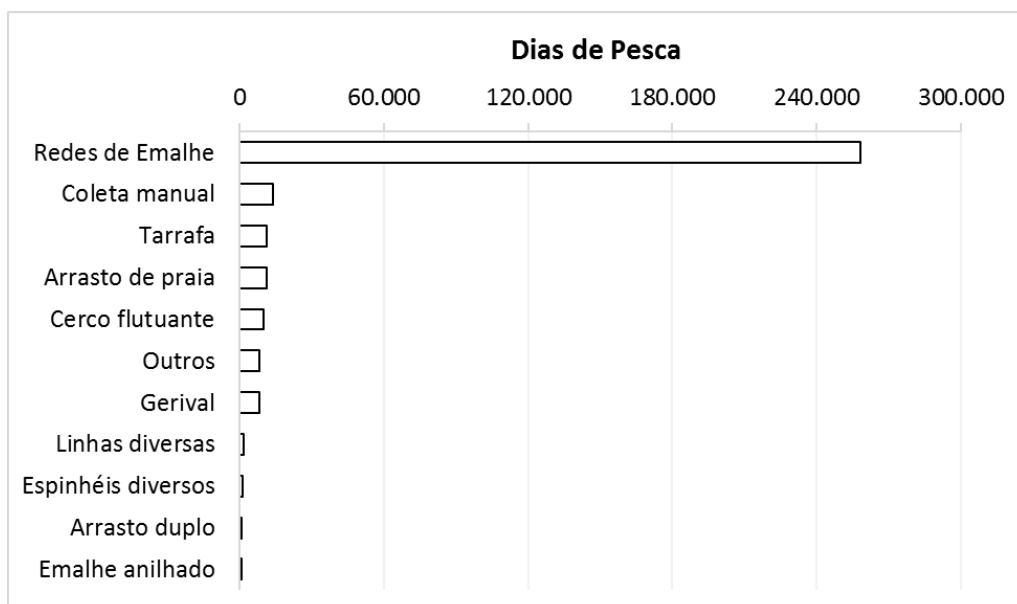 Dias de Pesca
0 60.000 120.000 180.000 240.000 300.000
Redes de Emalhe
Coleta manual
Tarrafa
Arrasto de praia
Cerco flutuante
Outros
Gerival
Linhas diversas
Espinhéis diversos
Arrasto duplo
Emalhe anilhado